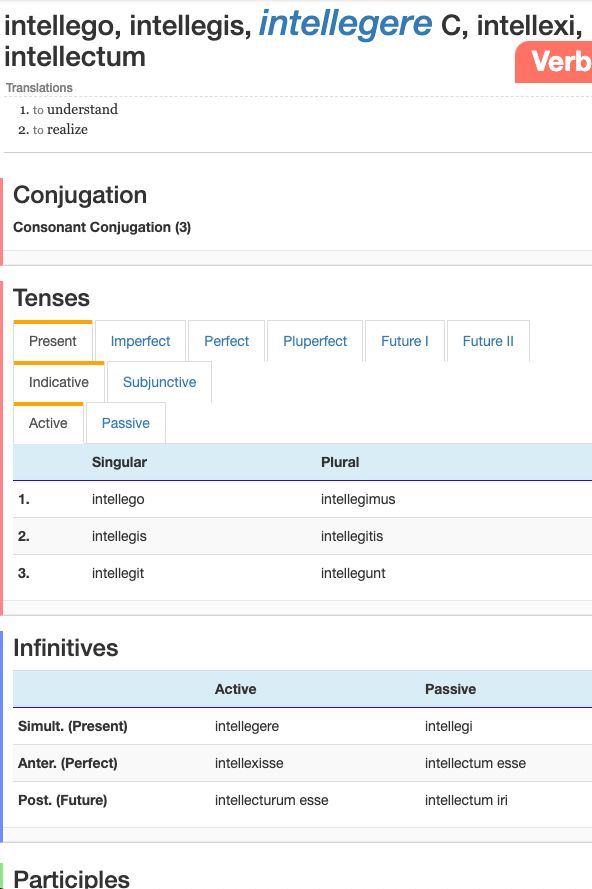 intellego, intellegis, intellegere C, intellexi,
intellectum
Verb
Translations
1. to understand
2. to realize
Conjugation
Consonant Conjugation (3)
Tenses
Present Imperfect Perfect Pluperfect Future I Future II
Indicative Subjunctive
Active Passive
Singular Plural
1. intellego intellegimus
2. intellegis intellegitis
3. intellegit intellegunt
Infinitives
Active Passive
Simult. (Present) intellegere intellegi
Anter. (Perfect) intellexisse intellectum esse
Post. (Future) intellecturum esse intellectum iri
Participles